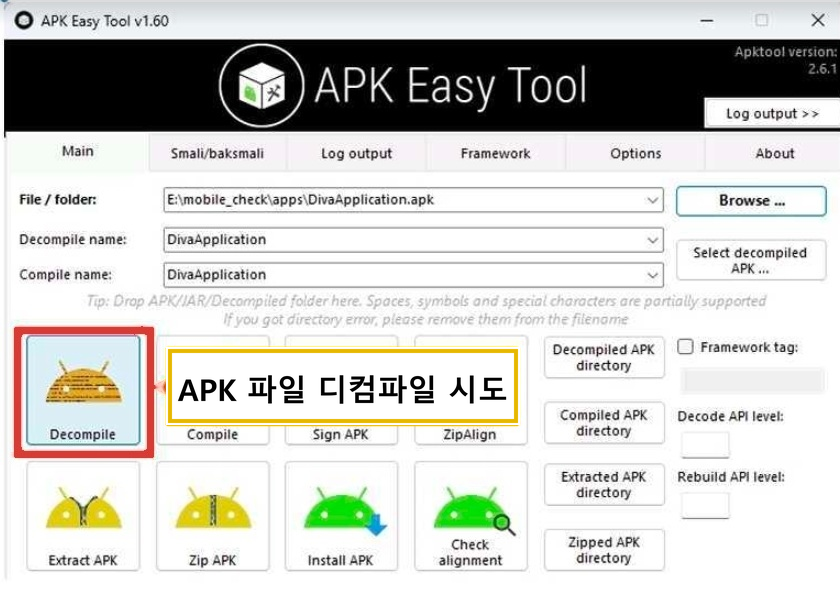 APK Easy Tool v1.60
Apktool version:
2.6.1
APK Easy Tool
Log output >>
Main
Smali/baksmali
Log output
Framework
Options
About
File / folder:
E:\mobile_check\apps\DivaApplication.apk
Browse ...
Decompile name:
DivaApplication
Select decompiled
APK ...
Compile name:
DivaApplication
Tip: Drop APK/JAR/Decompiled folder here. Spaces, symbols and special characters are partially supported
If you got directory error, please remove them from the filename
Decompile
APK 파일 디컴파일 시도
Compile
Sign APK
ZipAlign
Decompiled APK
directory
Framework tag:
Compiled APK
directory
Decode API level:
Extract APK
Zip APK
Install APK
Check
alignment
Extracted APK
directory
Rebuild API level:
Zipped APK
directory